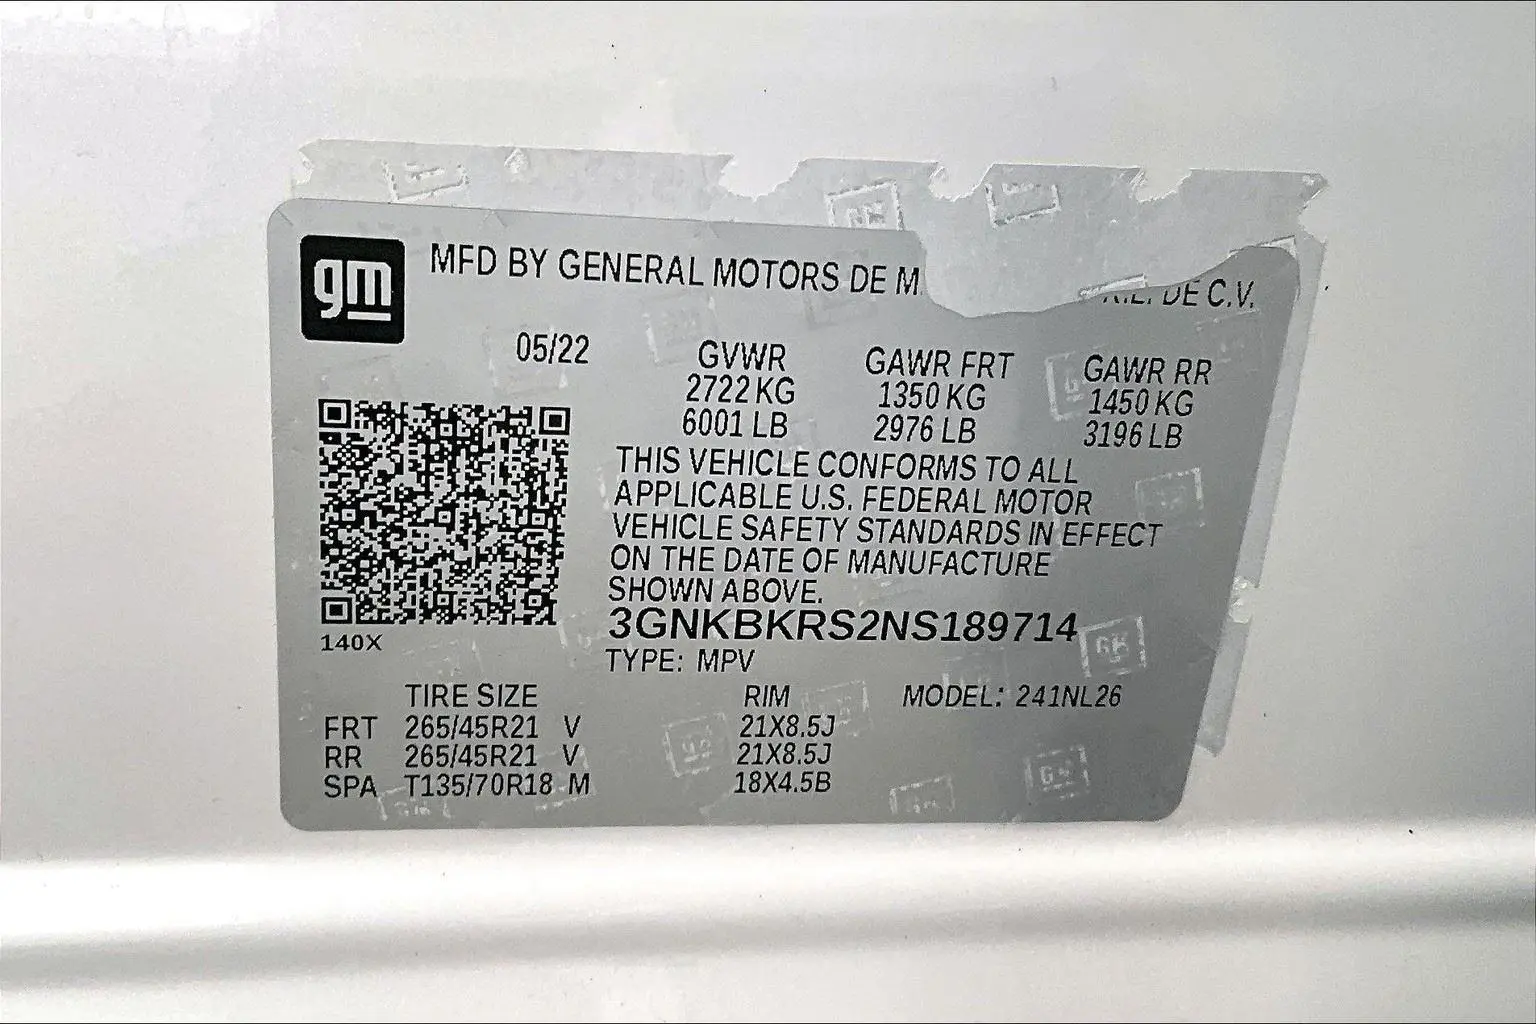 gm
MFD BY GENERAL MOTORS DE M
DE C.V.
05/22
GVWR GAWR FRT GAWR RR
2722 KG 1350 KG 1450 KG
6001 LB 2976 LB 3196 LB
THIS VEHICLE CONFORMS TO ALL
APPLICABLE U.S. FEDERAL MOTOR
VEHICLE SAFETY STANDARDS IN EFFECT
ON THE DATE OF MANUFACTURE
SHOWN ABOVE.
3GNKBKRS2NS189714
140X
TYPE: MPV
TIRE SIZE RIM MODEL: 241NL26
FRT 265/45R21 V 21X8.5J
RR 265/45R21 V 21X8.5J
SPA T135/70R18 M 18X4.5B